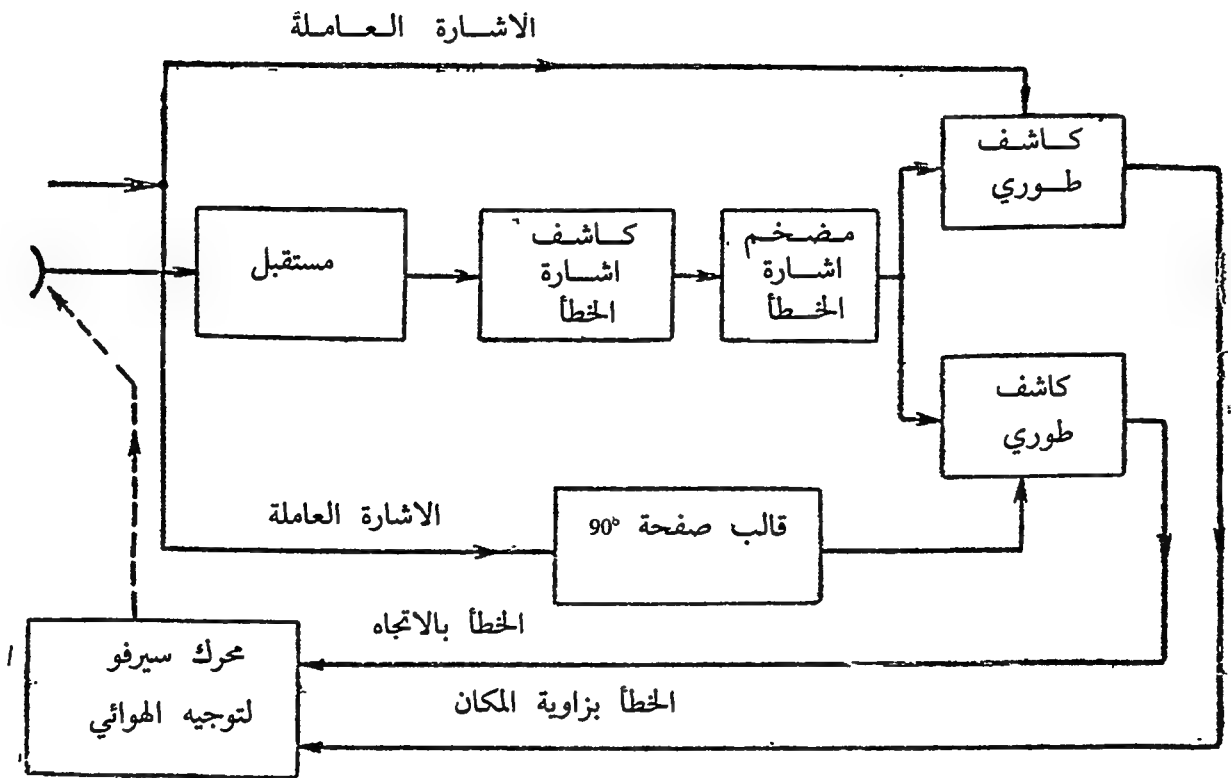 الاشارة العاملة
كاشف
طوري
مستقبل
كاشف
اشارة
الخطأ
مضخم
اشارة
الخطأ
كاشف
طوري
الاشارة العاملة
قالب صفحة 90°
الخطأ بالاتجاه
محرك سيرفو
لتوجيه الهوائي
الخطأ بزاوية المكان